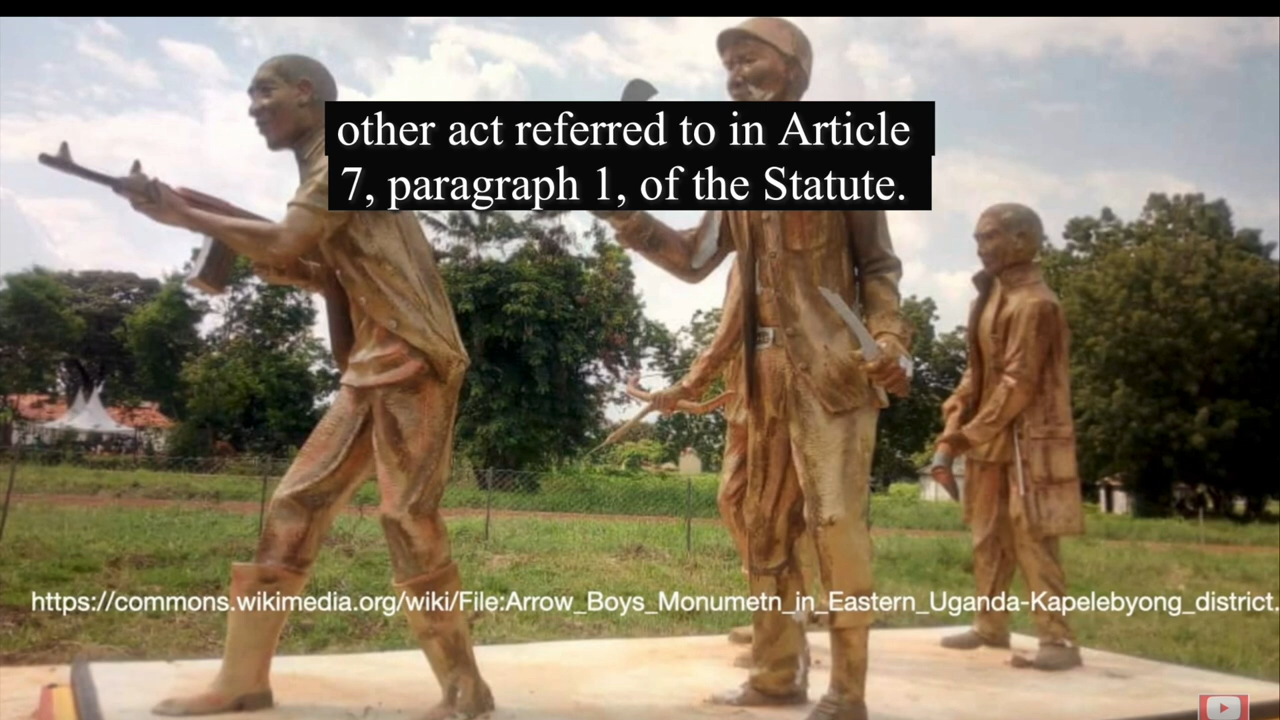 other act referred to in Article
7, paragraph 1, of the Statute.
https://commons.wikimedia.org/wiki/File:Arrow_Boys_Monumetn_in_Eastern_Uganda-Kapelebyong_district.